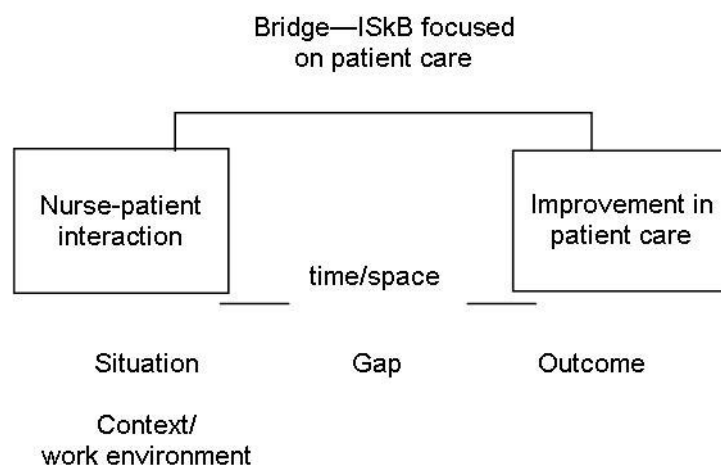 Bridge—ISkB focused
on patient care
Nurse-patient
interaction
Improvement in
patient care
time/space
Situation
Gap
Outcome
Context/
work environment